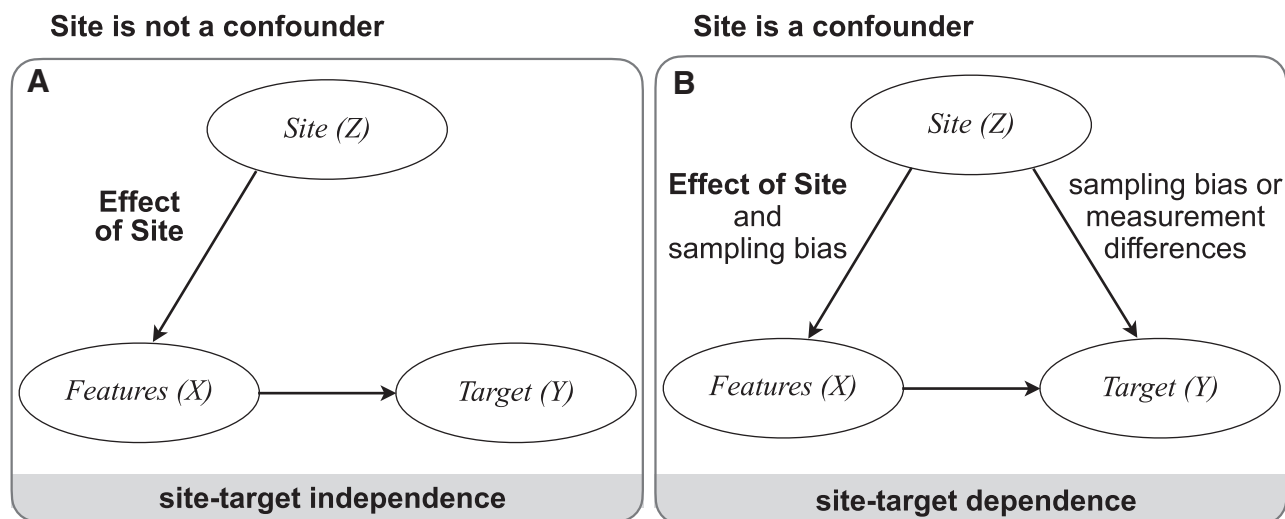 Site is not a confounder
A
Site (Z)
Effect
of Site
Features (X)
Target (Y)
site-target independence
Site is a confounder
B
Site (Z)
Effect of Site
and
sampling bias
sampling bias or
measurement
differences
Features (X)
Target (Y)
site-target dependence